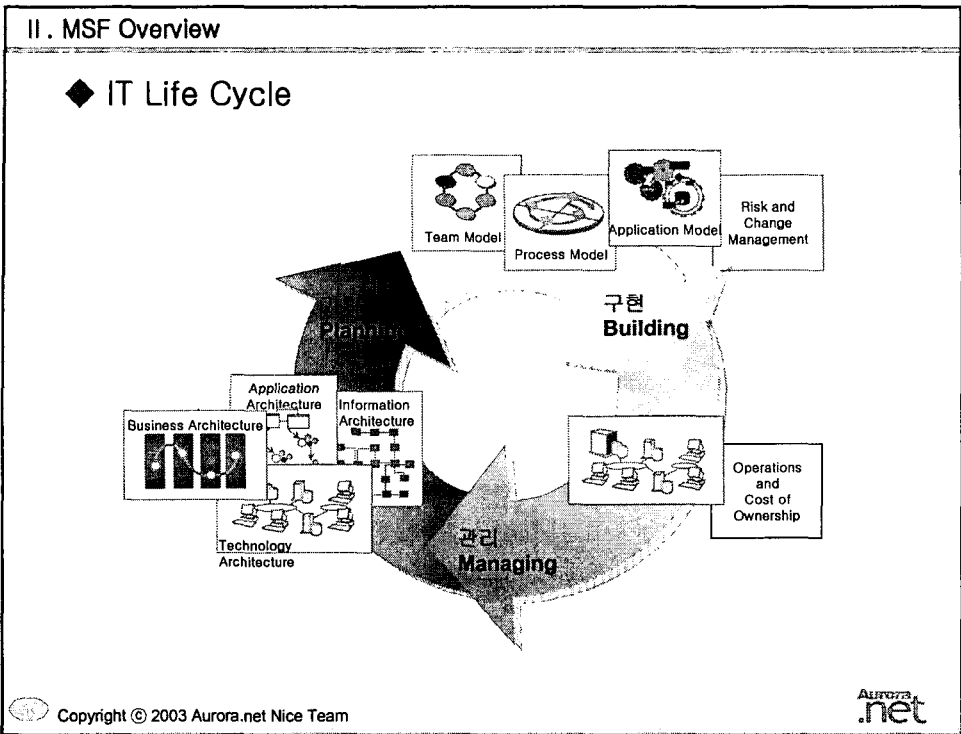 II. MSF Overview
◆ IT Life Cycle
Team Model
Process Model
Application Model
Risk and
Change
Management
구현
Building
Planning
Application
Architecture
Information
Architecture
Business Architecture
Technology
Architecture
Operations
and
Cost of
Ownership
관리
Managing
Copyright ⓒ 2003 Aurora.net Nice Team
Aurora
.net